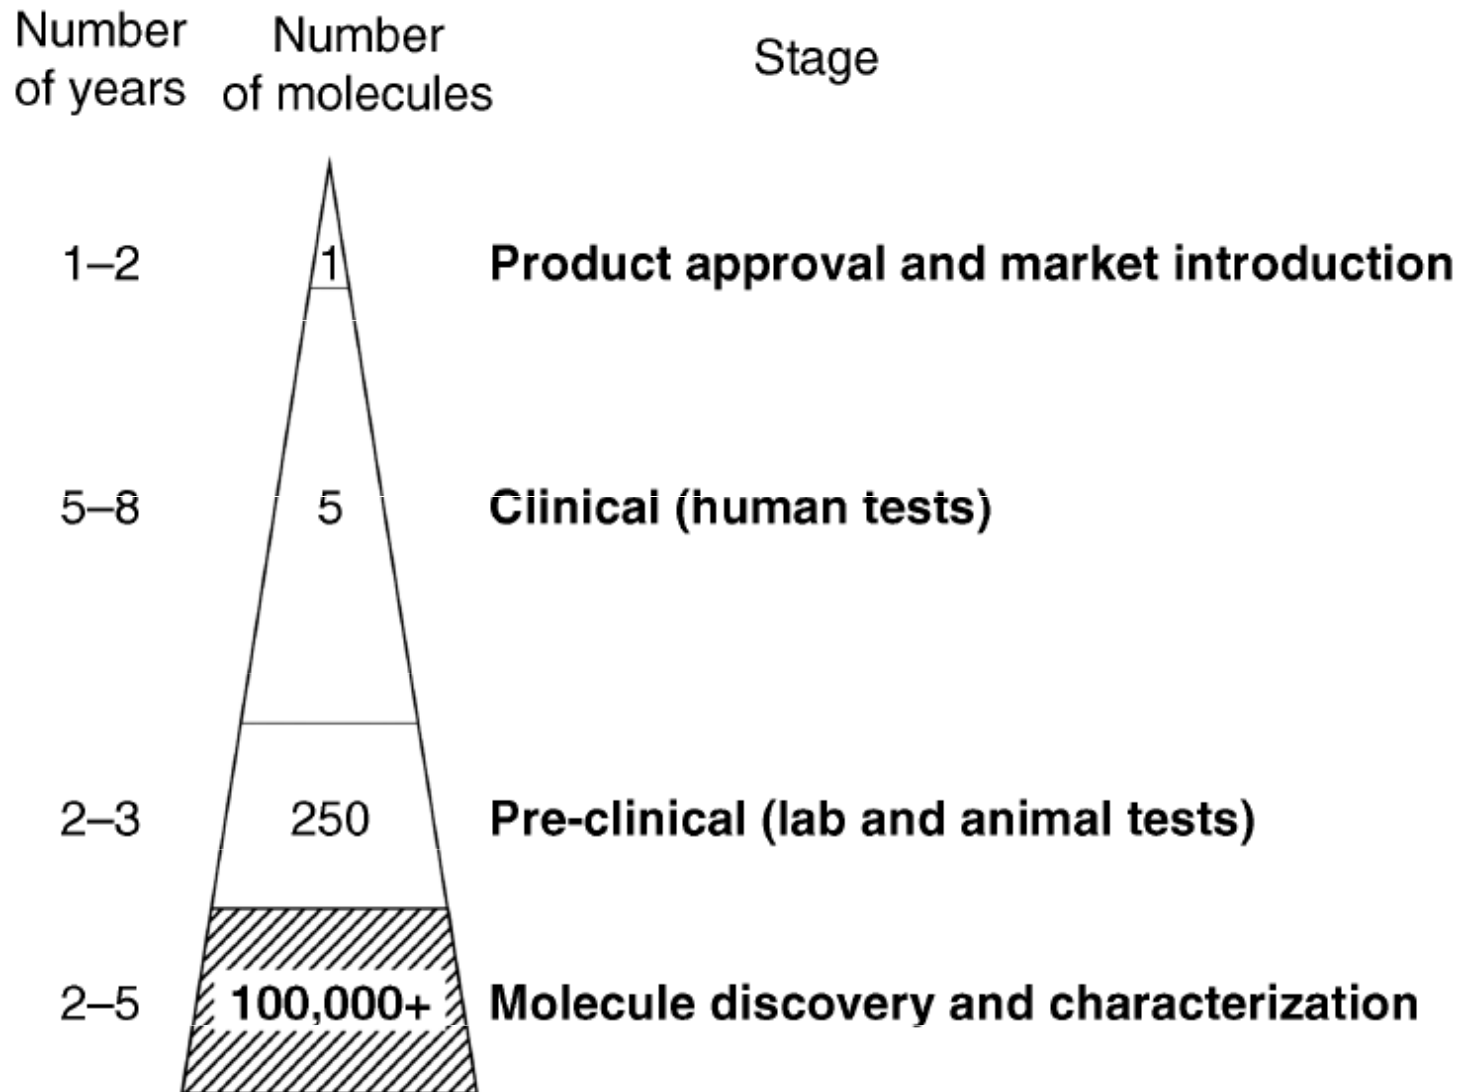 Number of years
Number of molecules
Stage
1–2
1
Product approval and market introduction
5–8
5
Clinical (human tests)
2–3
250
Pre-clinical (lab and animal tests)
2–5
100,000+
Molecule discovery and characterization